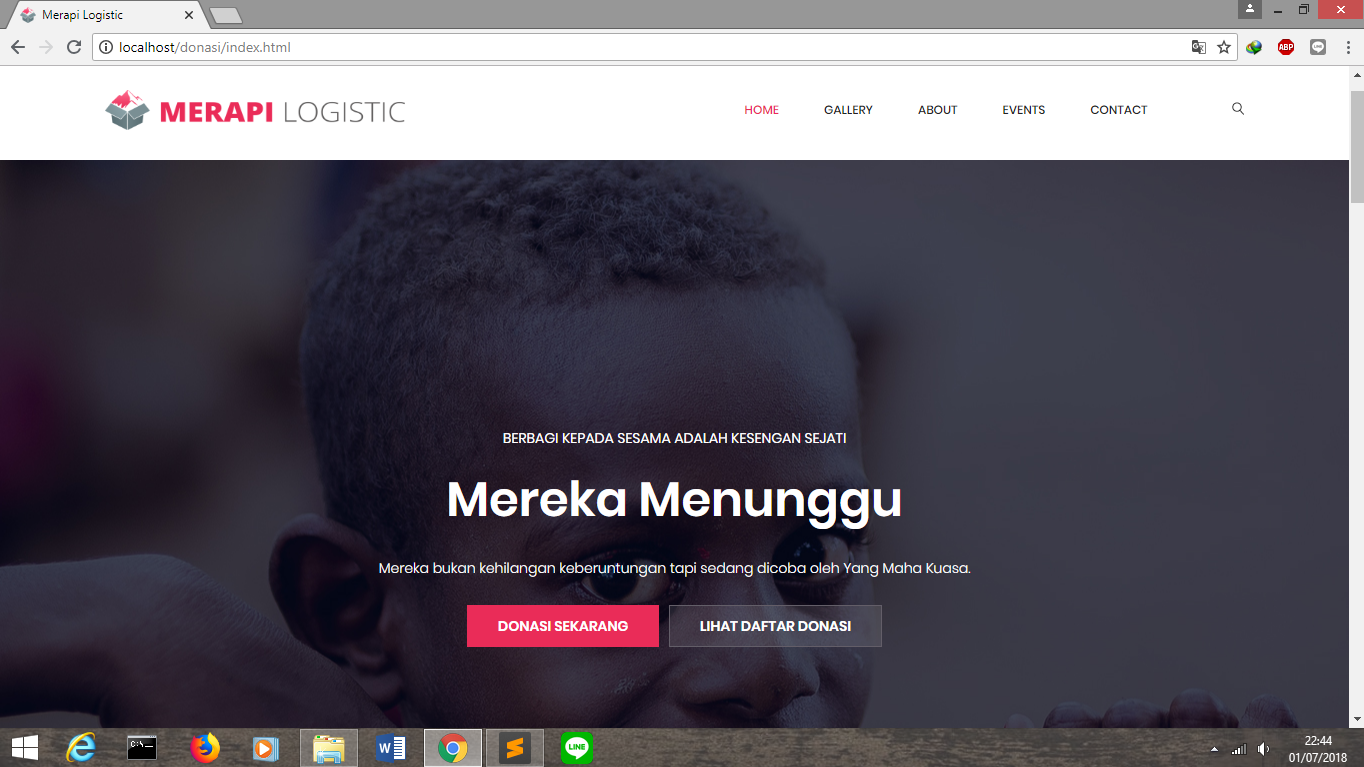 Merapi Logistic
localhost/donasi/index.html
ABP
MERAPI LOGISTIC
HOME GALLERY ABOUT EVENTS CONTACT
BERBAGI KEPADA SESAMA ADALAH KESENGAN SEJATI
Mereka Menunggu
Mereka bukan kehilangan keberuntungan tapi sedang dicoba oleh Yang Maha Kuasa.
DONASI SEKARANG LIHAT DAFTAR DONASI
C:\
W
LINE
22:44
01/07/2018